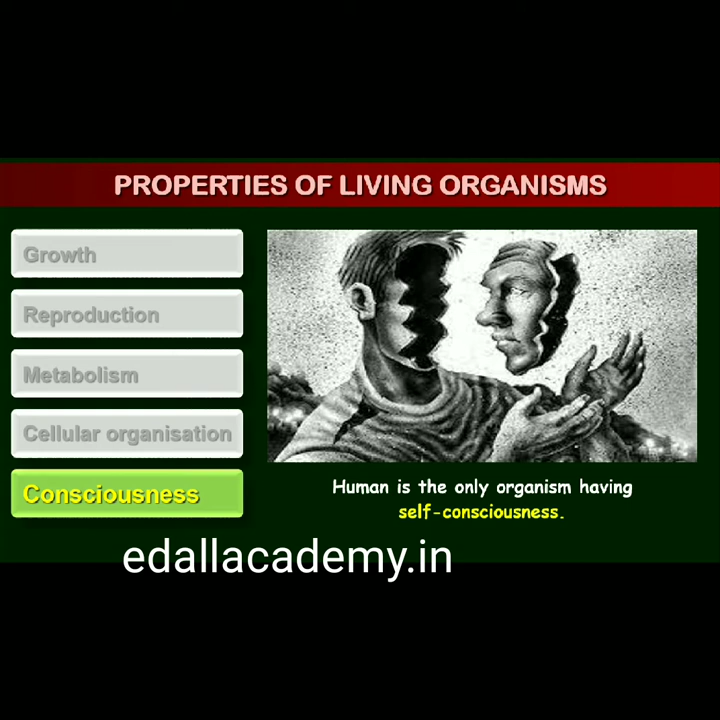 PROPERTIES OF LIVING ORGANISMS
Growth
Reproduction
Metabolism
Cellular organisation
Consciousness
Human is the only organism having
self-consciousness.
edallacademy.in